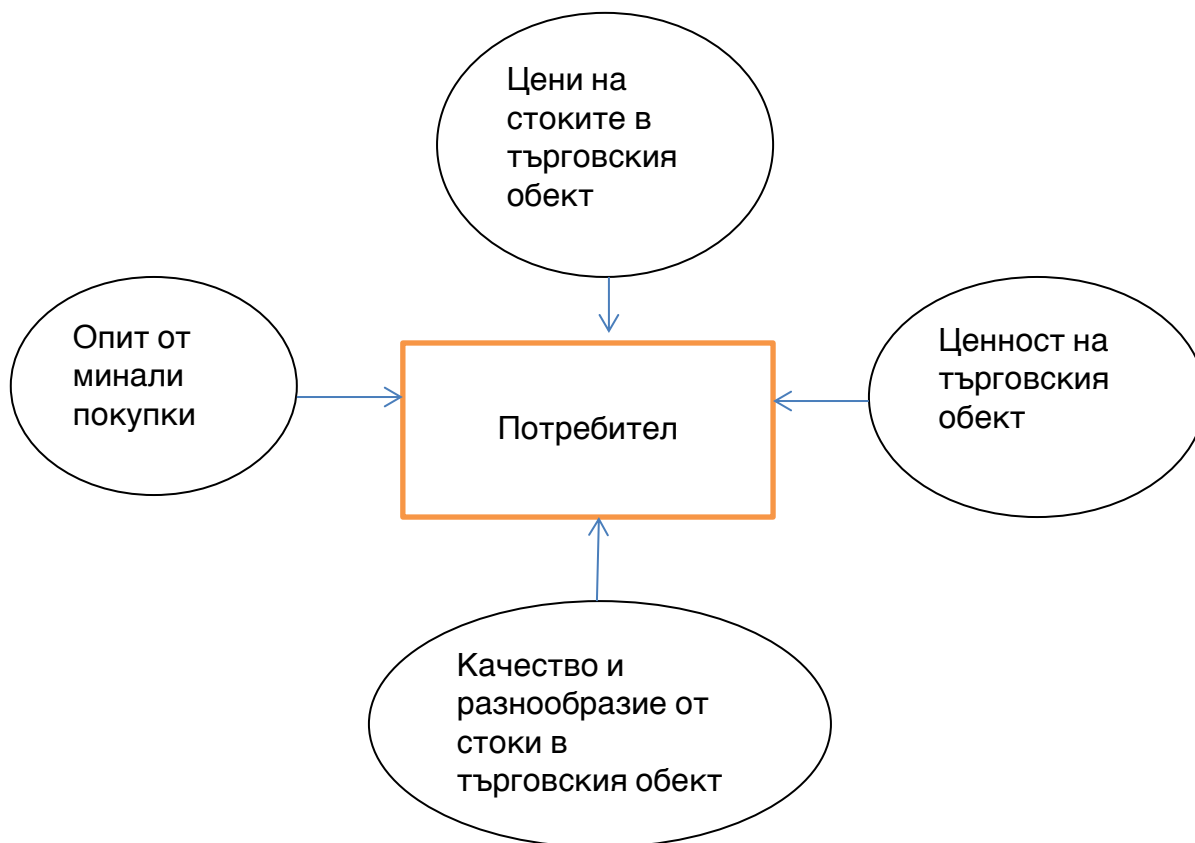 Цени на
стоките в
търговския
обект
Опит от
минали
покупки
Потребител
Ценност на
търговския
обект
Качество и
разнообразие от
стоки в
търговския обект